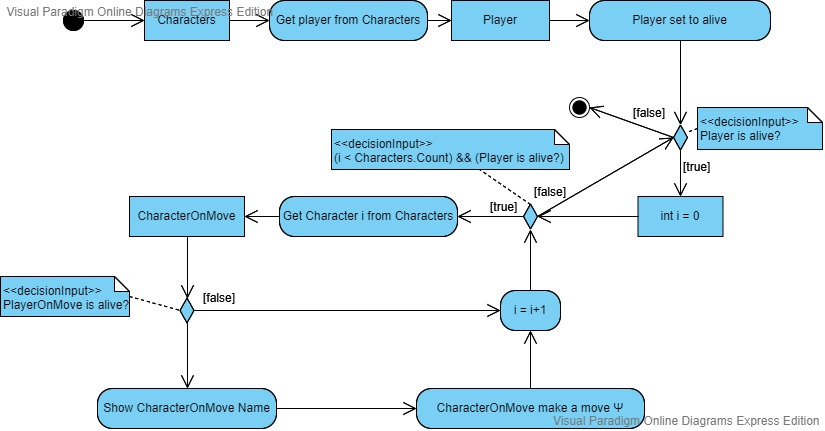 Visual Paradigm Online Diagrams Express Edition
Characters
Get player from Characters
Player
Player set to alive
[false]
<<decisionInput>>
Player is alive?
<<decisionInput>>
(i < Characters.Count) && (Player is alive?)
[true]
[false]
[true]
CharacterOnMove
Get Character i from Characters
int i = 0
<<decisionInput>>
PlayerOnMove is alive?
[false]
i = i+1
Show CharacterOnMove Name
CharacterOnMove make a move Ψ
Visual Paradigm Online Diagrams Express Edition